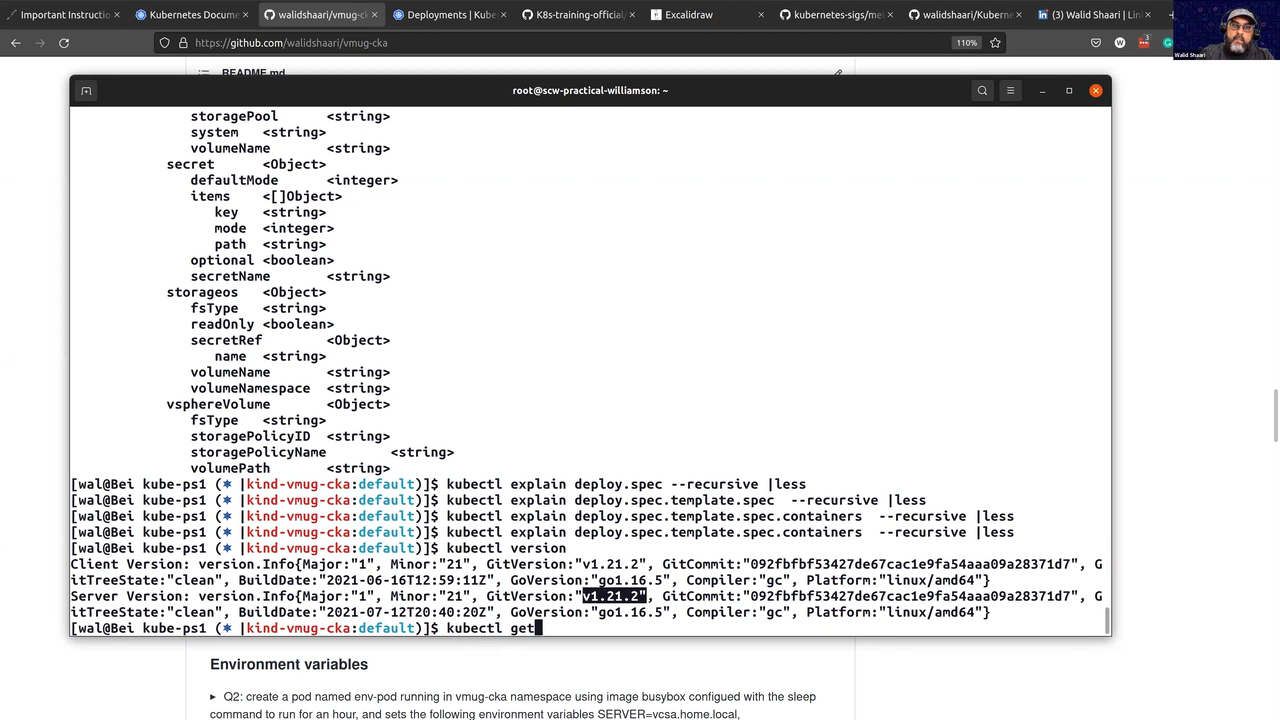 Important Instructio
Kubernetes Docume
walidshaari/vmug-ck
Deployments | Kube
K8s-training-official/
Excalidraw
kubernetes-sigs/me
walidshaari/Kubern
(3) Walid Shaari | Lin
https://github.com/walidshaari/vmug-cka
110%
Walid Shaari
README.md
root@scw-practical-williamson: ~
storagePool <string>
system <string>
volumeName <string>
secret <Object>
defaultMode <integer>
items <[]Object>
key <string>
mode <integer>
path <string>
optional <boolean>
secretName <string>
storageos <Object>
fsType <string>
readOnly <boolean>
secretRef <Object>
name <string>
volumeName <string>
volumeNamespace <string>
vsphereVolume <Object>
fsType <string>
storagePolicyID <string>
storagePolicyName <string>
volumePath <string>
[wal@Bei kube-ps1 (* |kind-vmug-cka:default)]$ kubectl explain deploy.spec --recursive |less
[wal@Bei kube-ps1 (* |kind-vmug-cka:default)]$ kubectl explain deploy.spec.template.spec --recursive |less
[wal@Bei kube-ps1 (* |kind-vmug-cka:default)]$ kubectl explain deploy.spec.template.spec.containers --recursive |less
[wal@Bei kube-ps1 (* |kind-vmug-cka:default)]$ kubectl explain deploy.spec.template.spec.containers --recursive |less
[wal@Bei kube-ps1 (* |kind-vmug-cka:default)]$ kubectl version
Client Version: version.Info{Major:"1", Minor:"21", GitVersion:"v1.21.2", GitCommit:"092fbfbf53427de67cac1e9fa54aaa09a28371d7", G
itTreeState:"clean", BuildDate:"2021-06-16T12:59:11Z", GoVersion:"go1.16.5", Compiler:"gc", Platform:"linux/amd64"}
Server Version: version.Info{Major:"1", Minor:"21", GitVersion:"v1.21.2", GitCommit:"092fbfbf53427de67cac1e9fa54aaa09a28371d7", G
itTreeState:"clean", BuildDate:"2021-07-12T20:40:20Z", GoVersion:"go1.16.5", Compiler:"gc", Platform:"linux/amd64"}
[wal@Bei kube-ps1 (* |kind-vmug-cka:default)]$ kubectl get
Environment variables
Q2: create a pod named env-pod running in vmug-cka namespace using image busybox configued with the sleep
command to run for an hour, and sets the following environment variables SERVER=vcsa.home.local,